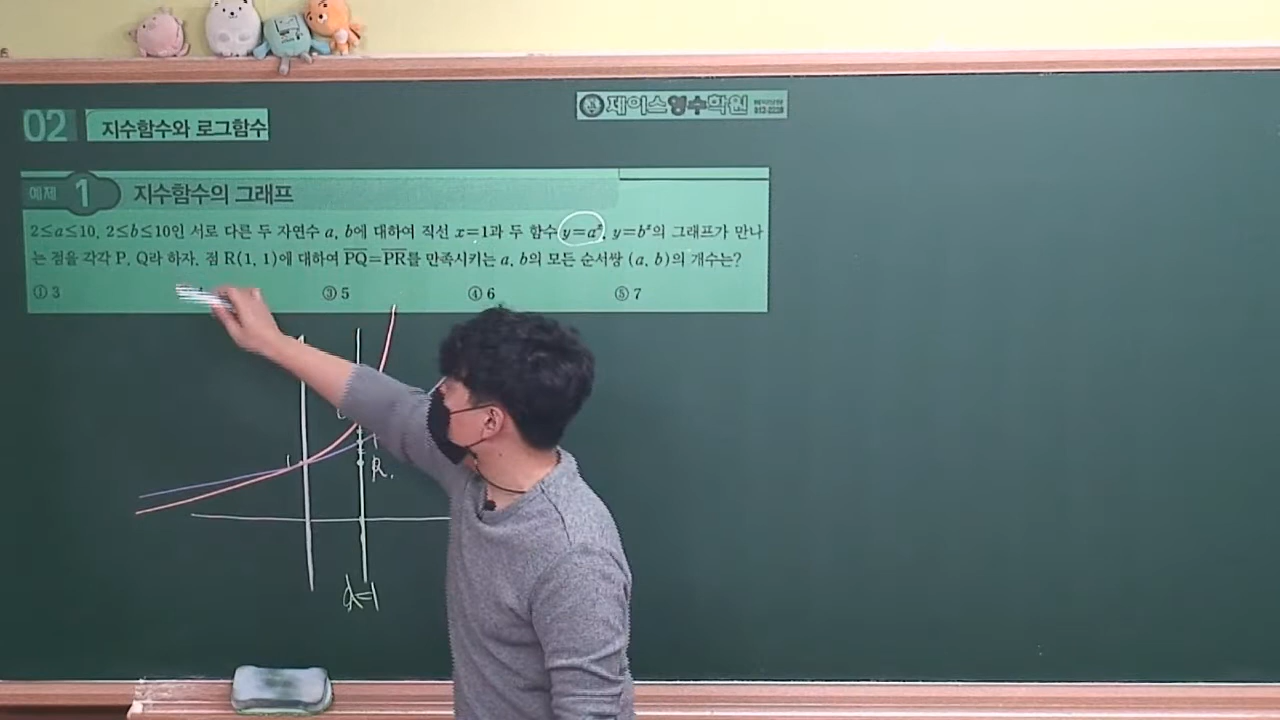 02 지수함수와 로그함수
제이스영수학원
예제 1 지수함수의 그래프
2≤a≤10, 2≤b≤10인 서로 다른 두 자연수 a, b에 대하여 직선 x=1과 두 함수 y=aˣ, y=bˣ의 그래프가 만나
는 점을 각각 P, Q라 하자. 점 R(1, 1)에 대하여 P̅Q̅=P̅R̅를 만족시키는 a, b의 모든 순서쌍 (a, b)의 개수는?
① 3 ③ 5 ④ 6 ⑤ 7
1
R
x=1